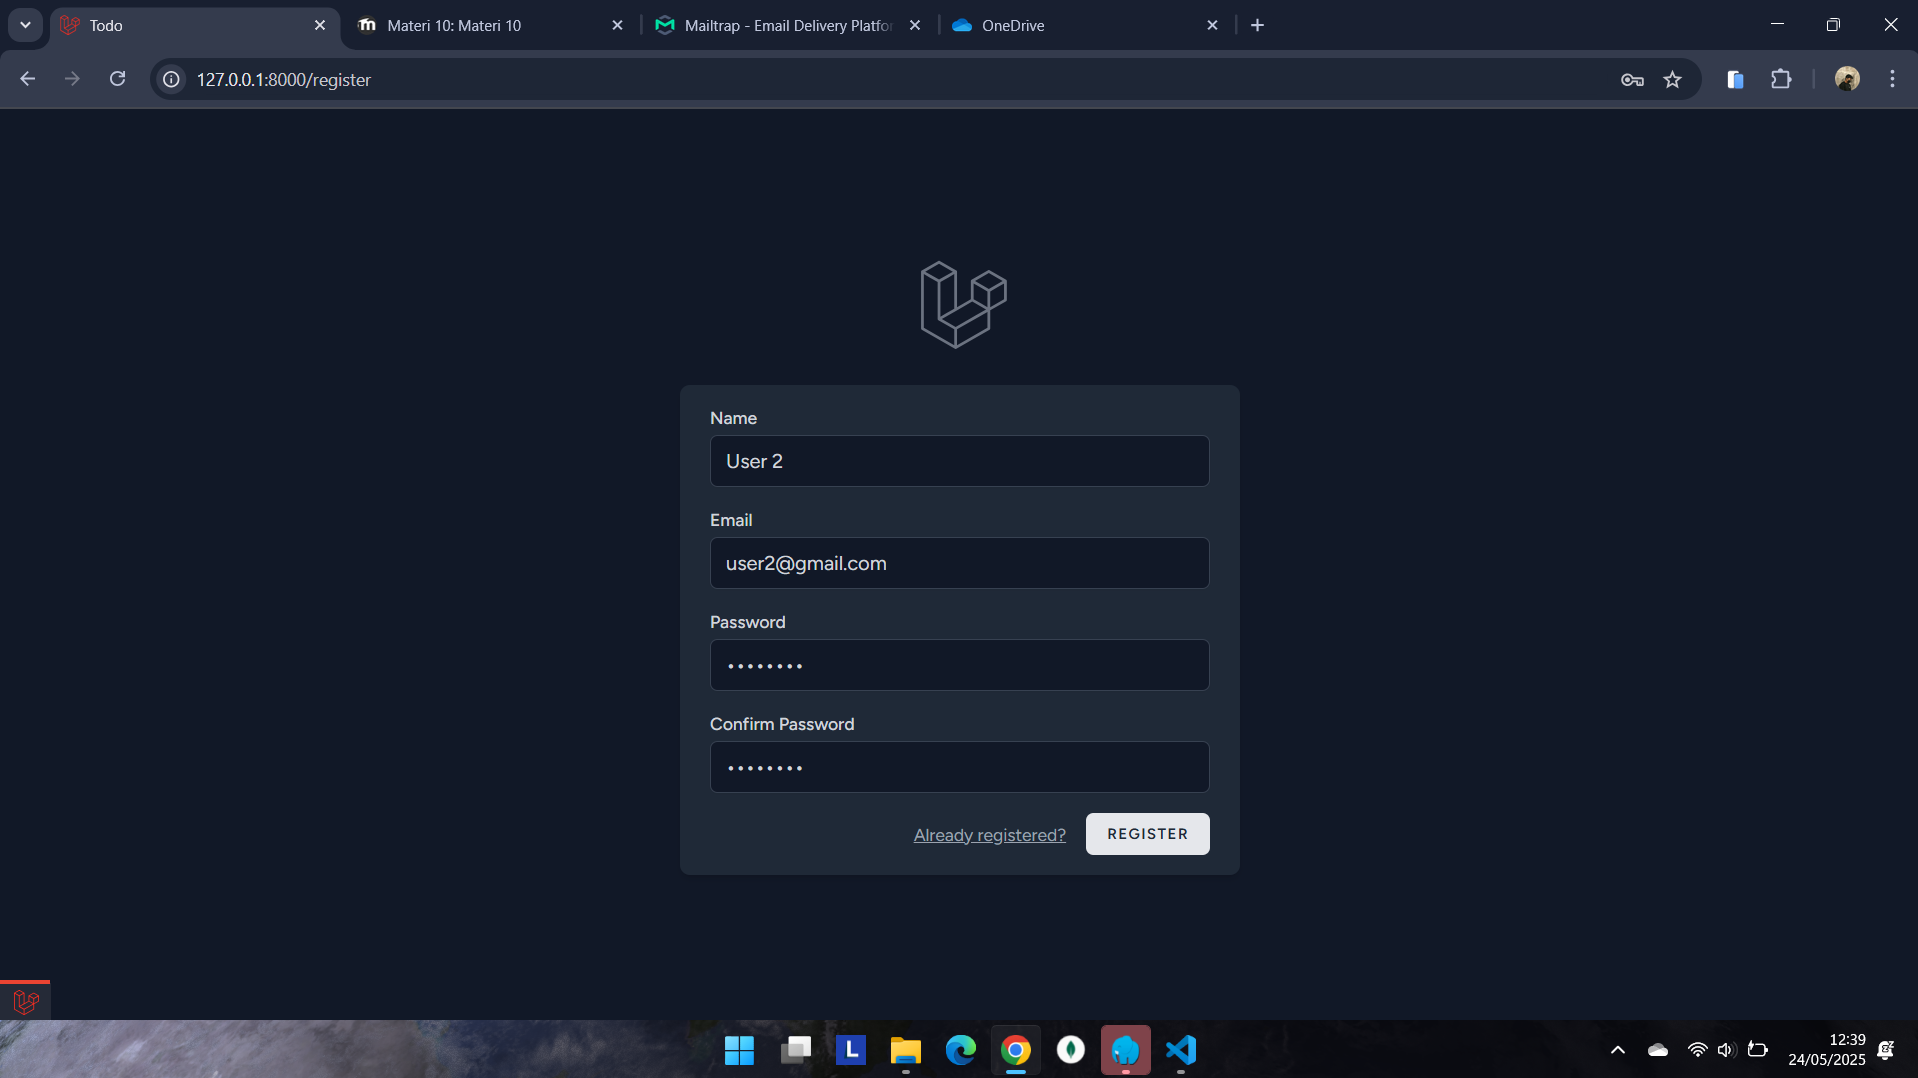 Todo
Materi 10: Materi 10
Mailtrap - Email Delivery Platfo
OneDrive
127.0.0.1:8000/register
Name
User 2
Email
user2@gmail.com
Password
••••••••
Confirm Password
••••••••
Already registered?
REGISTER
L
12:39
24/05/2025